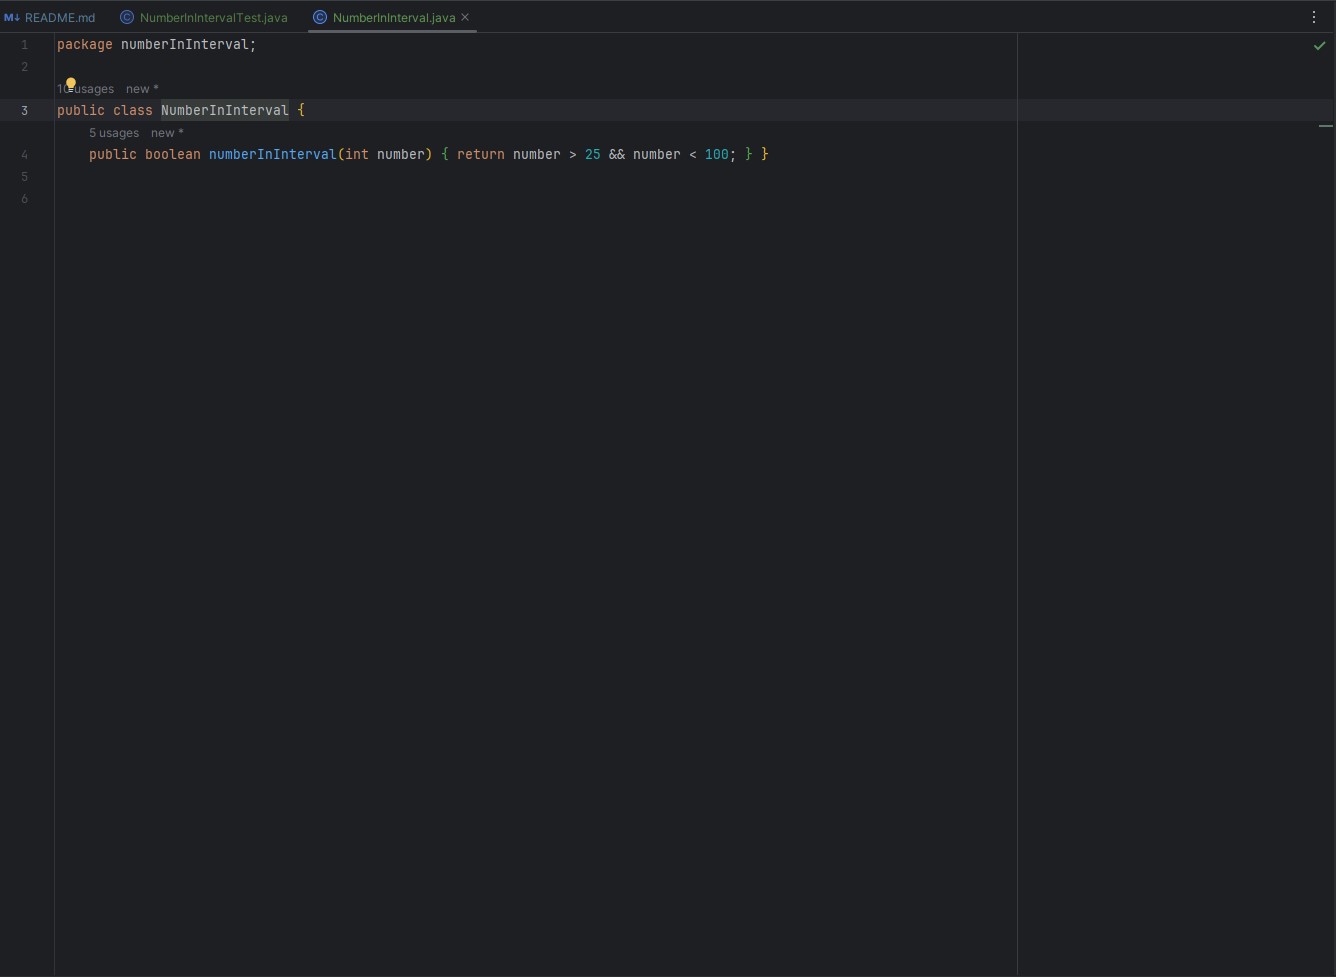 M↓ README.md   NumberInIntervalTest.java   NumberInInterval.java
1 package numberInInterval;
2
10 usages   new *
3 public class NumberInInterval {
5 usages   new *
4     public boolean numberInInterval(int number) { return number > 25 && number < 100; } }
5
6